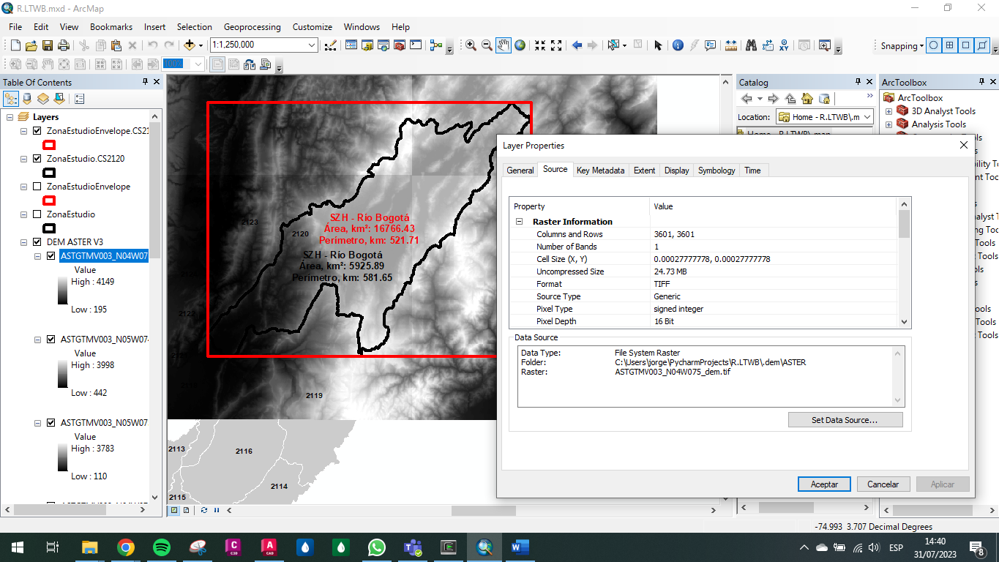 R.LTWB.mxd - ArcMap
File Edit View Bookmarks Insert Selection Geoprocessing Customize Windows Help
1:1,250,000
Snapping
100%
Table Of Contents
Layers
ZonaEstudioEnvelope.CS21
ZonaEstudio.CS2120
ZonaEstudioEnvelope
ZonaEstudio
DEM ASTER V3
ASTGTMV003_N04W07
Value
High : 4149
Low : 195
ASTGTMV003_N05W074
Value
High : 3998
Low : 442
ASTGTMV003_N05W07
Value
High : 3783
Low : 110
2123
2120
SZH - Río Bogotá
Área, km²: 16766.43
Perímetro, km: 521.71
SZH - Río Bogotá
Área, km²: 5925.89
Perímetro, km: 581.65
2122
2119
2113
2116
2114
2115
Catalog
Location: Home - R.LTWB\.m
Home - R.LTWB\.map
ArcToolbox
ArcToolbox
3D Analyst Tools
Analysis Tools
Layer Properties
General Source Key Metadata Extent Display Symbology Time
Property Value
Raster Information
Columns and Rows 3601, 3601
Number of Bands 1
Cell Size (X, Y) 0.00027777778, 0.00027777778
Uncompressed Size 24.73 MB
Format TIFF
Source Type Generic
Pixel Type signed integer
Pixel Depth 16 Bit
Data Source
Data Type: File System Raster
Folder: C:\Users\jorge\PycharmProjects\R.LTWB\.dem\ASTER
Raster: ASTGTMV003_N04W075_dem.tif
Set Data Source...
Aceptar Cancelar Aplicar
-74.993 3.707 Decimal Degrees
ESP
14:40
31/07/2023
8